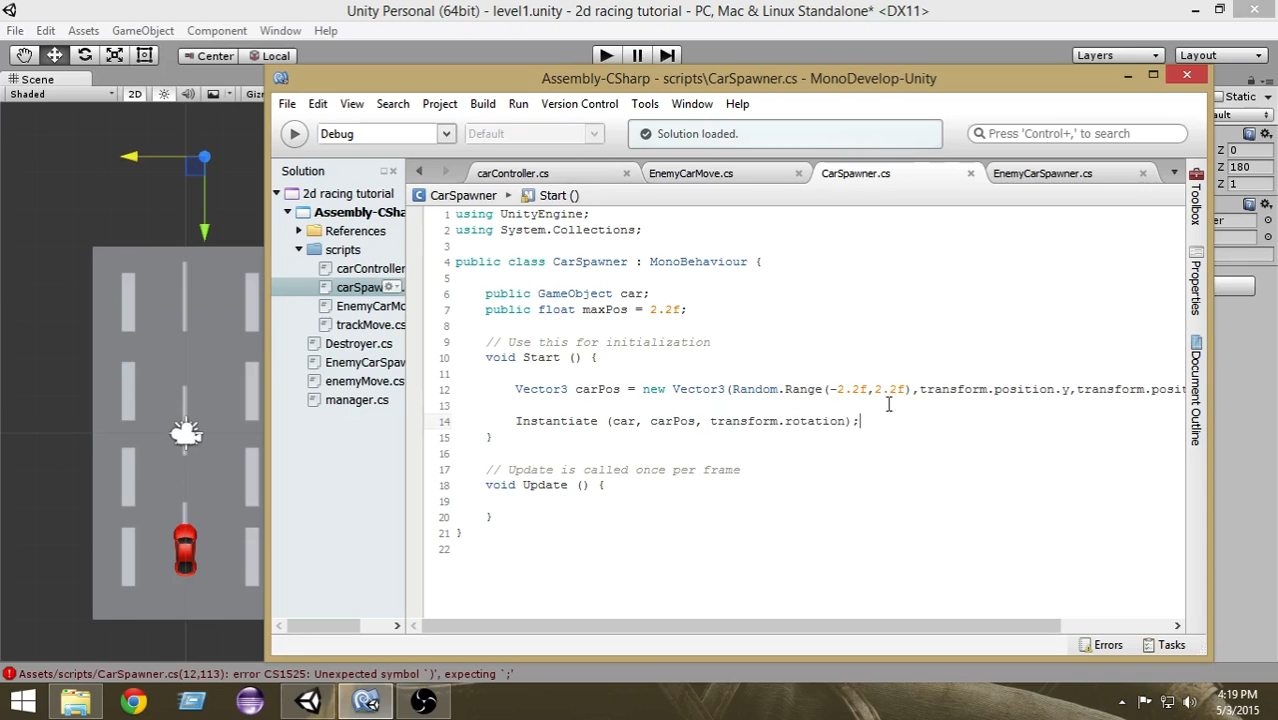 Unity Personal (64bit) - level1.unity - 2d racing tutorial - PC, Mac & Linux Standalone* <DX11>
File Edit Assets GameObject Component Window Help
Center Local Layers Layout
Scene
Shaded 2D Giz
Static
ault
Z 0
Z 180
Z 1
er
Assembly-CSharp - scripts\CarSpawner.cs - MonoDevelop-Unity
File Edit View Search Project Build Run Version Control Tools Window Help
Debug Default Solution loaded. Press 'Control+,' to search
Solution
carController.cs EnemyCarMove.cs CarSpawner.cs EnemyCarSpawner.cs
2d racing tutorial
Assembly-CSha
References
scripts
carController
carSpaw
EnemyCarMo
trackMove.cs
Destroyer.cs
EnemyCarSpaw
enemyMove.cs
manager.cs
CarSpawner Start ()
1 using UnityEngine;
2 using System.Collections;
3
4 public class CarSpawner : MonoBehaviour {
5
6 public GameObject car;
7 public float maxPos = 2.2f;
8
9 // Use this for initialization
10 void Start () {
11
12 Vector3 carPos = new Vector3(Random.Range(-2.2f,2.2f),transform.position.y,transform.posit
13
14 Instantiate (car, carPos, transform.rotation);
15 }
16
17 // Update is called once per frame
18 void Update () {
19
20 }
21 }
22
Toolbox
Properties
Document Outline
Errors Tasks
Assets/scripts/CarSpawner.cs(12,113): error CS1525: Unexpected symbol `)', expecting `;'
4:19 PM
5/3/2015